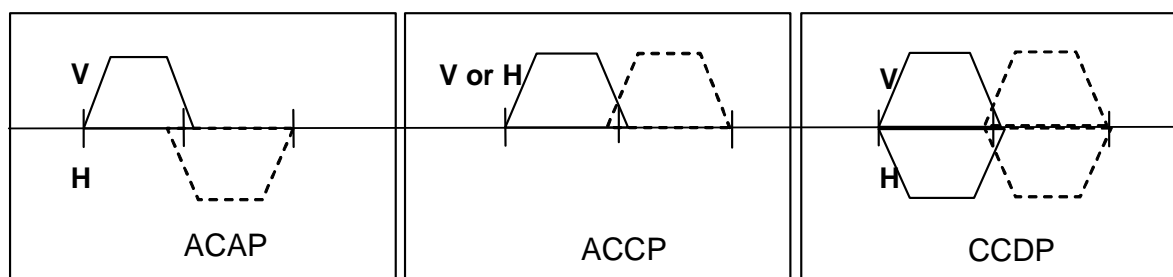 V
H
ACAP
V or H
ACCP
V
H
CCDP